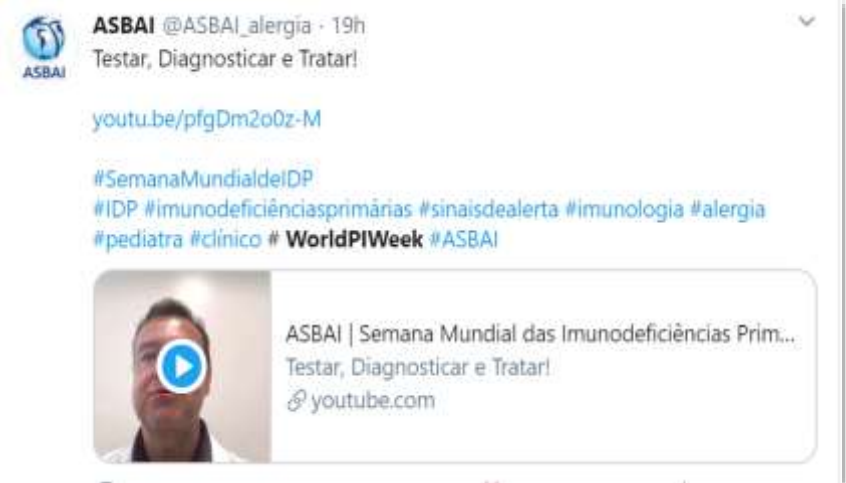 ASBAI @ASBAI_alergia · 19h
Testar, Diagnosticar e Tratar!
ASBAI
youtu.be/pfgDm2o0z-M
#SemanaMundialdeIDP
#IDP #imunodeficiênciasprimárias #sinaisdealerta #imunologia #alergia
#pediatra #clínico # WorldPIWeek #ASBAI
ASBAI | Semana Mundial das Imunodeficiências Prim...
Testar, Diagnosticar e Tratar!
youtube.com